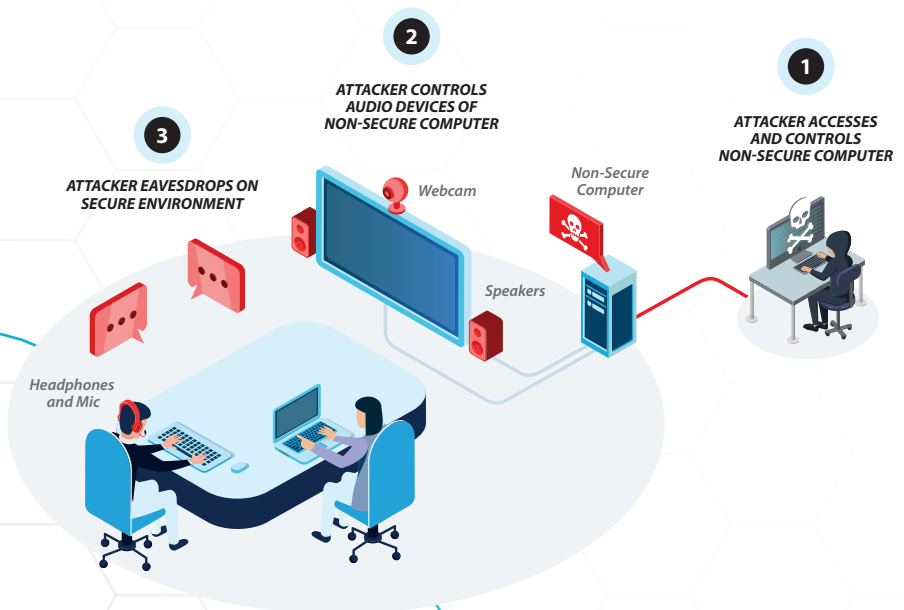 2
ATTACKER CONTROLS
AUDIO DEVICES OF
NON-SECURE COMPUTER
1
ATTACKER ACCESSES
AND CONTROLS
NON-SECURE COMPUTER
3
ATTACKER EAVESDROPS ON
SECURE ENVIRONMENT
Webcam
Non-Secure
Computer
Speakers
Headphones
and Mic